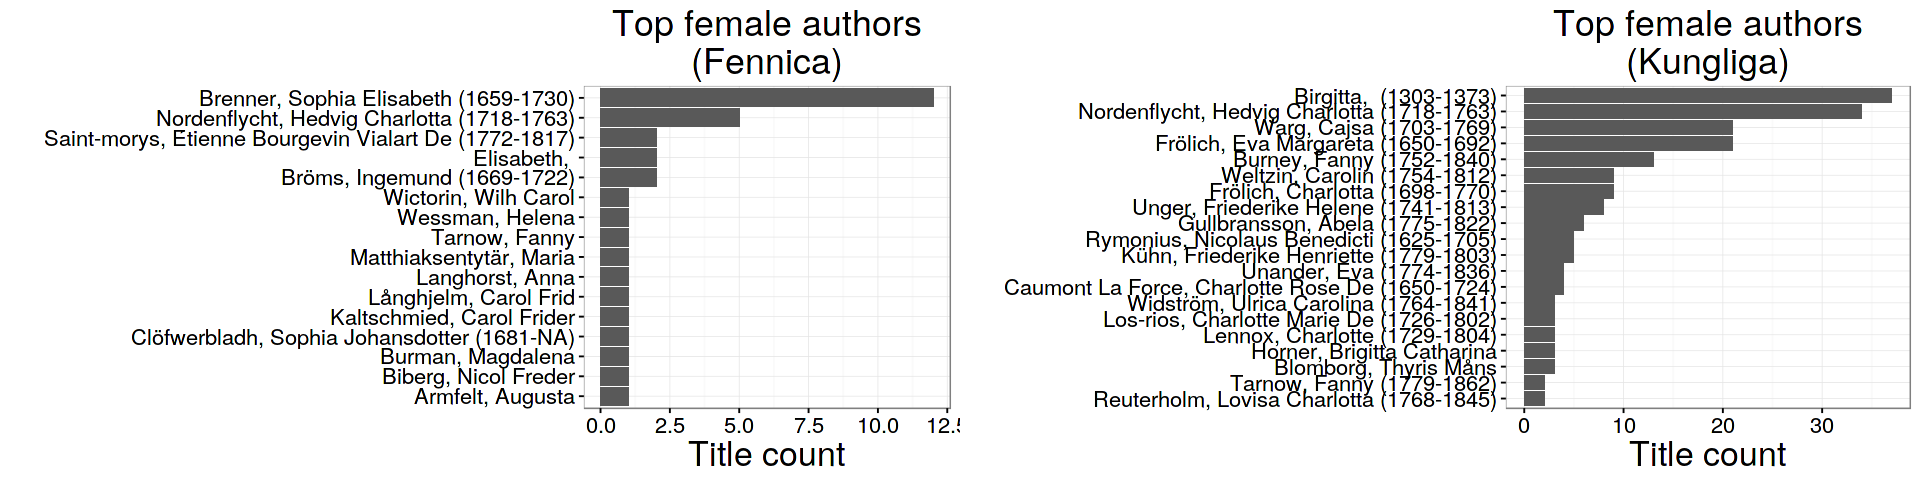 Top female authors
(Fennica)
Brenner, Sophia Elisabeth (1659-1730)
Nordenflycht, Hedvig Charlotta (1718-1763)
Saint-morys, Etienne Bourgevin Vialart De (1772-1817)
Elisabeth,
Bröms, Ingemund (1669-1722)
Wictorin, Wilh Carol
Wessman, Helena
Tarnow, Fanny
Matthiaksentytär, Maria
Langhorst, Anna
Långhjelm, Carol Frid
Kaltschmied, Carol Frider
Clöfwerbladh, Sophia Johansdotter (1681-NA)
Burman, Magdalena
Biberg, Nicol Freder
Armfelt, Augusta
0.0 2.5 5.0 7.5 10.0 12.5
Title count
Top female authors
(Kungliga)
Birgitta, (1303-1373)
Nordenflycht, Hedvig Charlotta (1718-1763)
Warg, Cajsa (1703-1769)
Frölich, Eva Margareta (1650-1692)
Burney, Fanny (1752-1840)
Weltzin, Carolin (1754-1812)
Frölich, Charlotta (1698-1770)
Unger, Friederike Helene (1741-1813)
Gullbransson, Abela (1775-1822)
Rymonius, Nicolaus Benedicti (1625-1705)
Kühn, Friederike Henriette (1779-1803)
Unander, Eva (1774-1836)
Caumont La Force, Charlotte Rose De (1650-1724)
Widström, Ulrica Carolina (1764-1841)
Los-rios, Charlotte Marie De (1726-1802)
Lennox, Charlotte (1729-1804)
Horner, Brigitta Catharina
Blomborg, Thyris Måns
Tarnow, Fanny (1779-1862)
Reuterholm, Lovisa Charlotta (1768-1845)
0 10 20 30
Title count